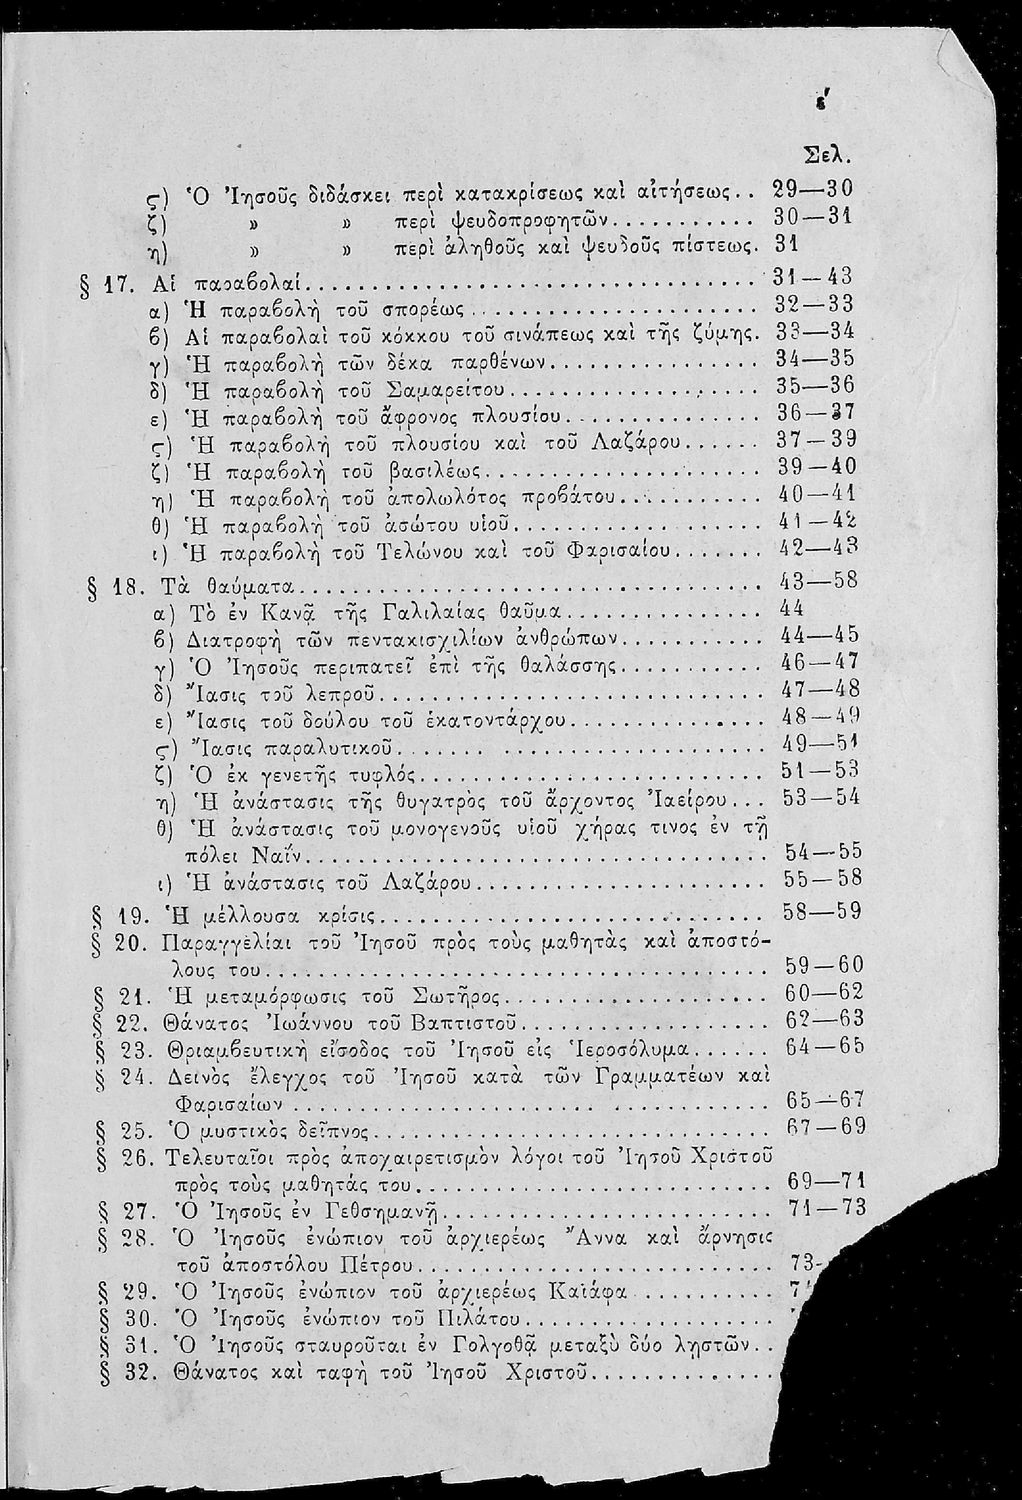 ε΄
Σελ.
ϛ) Ὁ Ἰησοῦς διδάσκει περὶ κατακρίσεως καὶ αἰτήσεως.. 29—30
ζ) » » περὶ ψευδοπροφητῶν........... 30—31
η) » » περὶ ἀληθοῦς καὶ ψευδοῦς πίστεως. 31
§ 17. Αἱ παραβολαί.................................. 31—43
α) Ἡ παραβολὴ τοῦ σπορέως..................... 32—33
β) Αἱ παραβολαὶ τοῦ κόκκου τοῦ σινάπεως καὶ τῆς ζύμης. 33—34
γ) Ἡ παραβολὴ τῶν δέκα παρθένων................ 34—35
δ) Ἡ παραβολὴ τοῦ Σαμαρείτου................... 35—36
ε) Ἡ παραβολὴ τοῦ ἄφρονος πλουσίου.............. 36—37
ϛ) Ἡ παραβολὴ τοῦ πλουσίου καὶ τοῦ Λαζάρου...... 37—39
ζ) Ἡ παραβολὴ τοῦ βασιλέως..................... 39—40
η) Ἡ παραβολὴ τοῦ ἀπολωλότος προβάτου........... 40—41
θ) Ἡ παραβολὴ τοῦ ἀσώτου υἱοῦ................... 41—42
ι) Ἡ παραβολὴ τοῦ Τελώνου καὶ τοῦ Φαρισαίου....... 42—43
§ 18. Τὰ θαύματα................................... 43—58
α) Τὸ ἐν Κανᾷ τῆς Γαλιλαίας θαῦμα............... 44
β) Διατροφὴ τῶν πεντακισχιλίων ἀνθρώπων........... 44—45
γ) Ὁ Ἰησοῦς περιπατεῖ ἐπὶ τῆς θαλάσσης........... 46—47
δ) Ἴασις τοῦ λεπροῦ............................. 47—48
ε) Ἴασις τοῦ δούλου τοῦ ἑκατοντάρχου............. 48—49
ϛ) Ἴασις παραλυτικοῦ........................... 49—51
ζ) Ὁ ἐκ γενετῆς τυφλός......................... 51—53
η) Ἡ ἀνάστασις τῆς θυγατρὸς τοῦ ἄρχοντος Ἰαείρου... 53—54
θ) Ἡ ἀνάστασις τοῦ μονογενοῦς υἱοῦ χήρας τινος ἐν τῇ
πόλει Ναΐν................................... 54—55
ι) Ἡ ἀνάστασις τοῦ Λαζάρου..................... 55—58
§ 19. Ἡ μέλλουσα κρίσις............................. 58—59
§ 20. Παραγγελίαι τοῦ Ἰησοῦ πρὸς τοὺς μαθητὰς καὶ ἀποστό-
λους του..................................... 59—60
§ 21. Ἡ μεταμόρφωσις τοῦ Σωτῆρος................... 60—62
§ 22. Θάνατος Ἰωάννου τοῦ Βαπτιστοῦ.................. 62—63
§ 23. Θριαμβευτικὴ εἴσοδος τοῦ Ἰησοῦ εἰς Ἱεροσόλυμα...... 64—65
§ 24. Δεινὸς ἔλεγχος τοῦ Ἰησοῦ κατὰ τῶν Γραμματέων καὶ
Φαρισαίων................................... 65—67
§ 25. Ὁ μυστικὸς δεῖπνος............................. 67—69
§ 26. Τελευταῖοι πρὸς ἀποχαιρετισμὸν λόγοι τοῦ Ἰησοῦ Χριστοῦ
πρὸς τοὺς μαθητάς του.......................... 69—71
§ 27. Ὁ Ἰησοῦς ἐν Γεθσημανῇ........................ 71—73
§ 28. Ὁ Ἰησοῦς ἐνώπιον τοῦ ἀρχιερέως Ἄννα καὶ ἄρνησις
τοῦ ἀποστόλου Πέτρου.......................... 73-
§ 29. Ὁ Ἰησοῦς ἐνώπιον τοῦ ἀρχιερέως Καϊάφα........... 7
§ 30. Ὁ Ἰησοῦς ἐνώπιον τοῦ Πιλάτου...................
§ 31. Ὁ Ἰησοῦς σταυροῦται ἐν Γολγοθᾷ μεταξὺ δύο λῃστῶν..
§ 32. Θάνατος καὶ ταφὴ τοῦ Ἰησοῦ Χριστοῦ..............